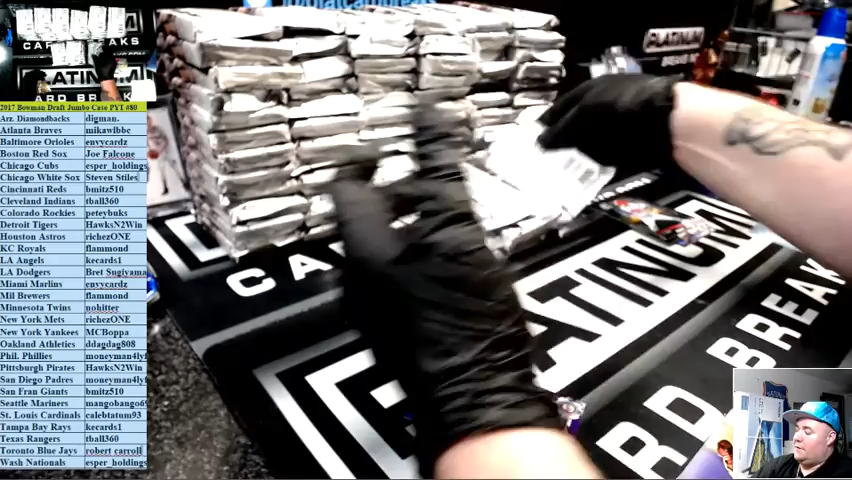 2017 Bowman Draft Jumbo Case PYT #80
Arz. Diamondbacks digman.
Atlanta Braves mikawlbbc
Baltimore Orioles envycardz
Boston Red Sox Joe Falcone
Chicago Cubs esper_holdings
Chicago White Sox Steven Stiles
Cincinnati Reds bmitz510
Cleveland Indians tball360
Colorado Rockies peteybuks
Detroit Tigers HawksN2Win
Houston Astros richezONE
KC Royals flammond
LA Angels kecards1
LA Dodgers Bret Sugiyama
Miami Marlins envycardz
Mil Brewers flammond
Minnesota Twins nohitter
New York Mets richezONE
New York Yankees MCBoppa
Oakland Athletics ddagdag808
Phil. Phillies moneyman4lyf
Pittsburgh Pirates HawksN2Win
San Diego Padres moneyman4lyf
San Fran Giants bmitz510
Seattle Mariners mangobango69
St. Louis Cardinals calebtatum93
Tampa Bay Rays kecards1
Texas Rangers tball360
Toronto Blue Jays robert carroll
Wash Nationals esper_holdings
PLATINUM
CA
ATINUM
RD BREA